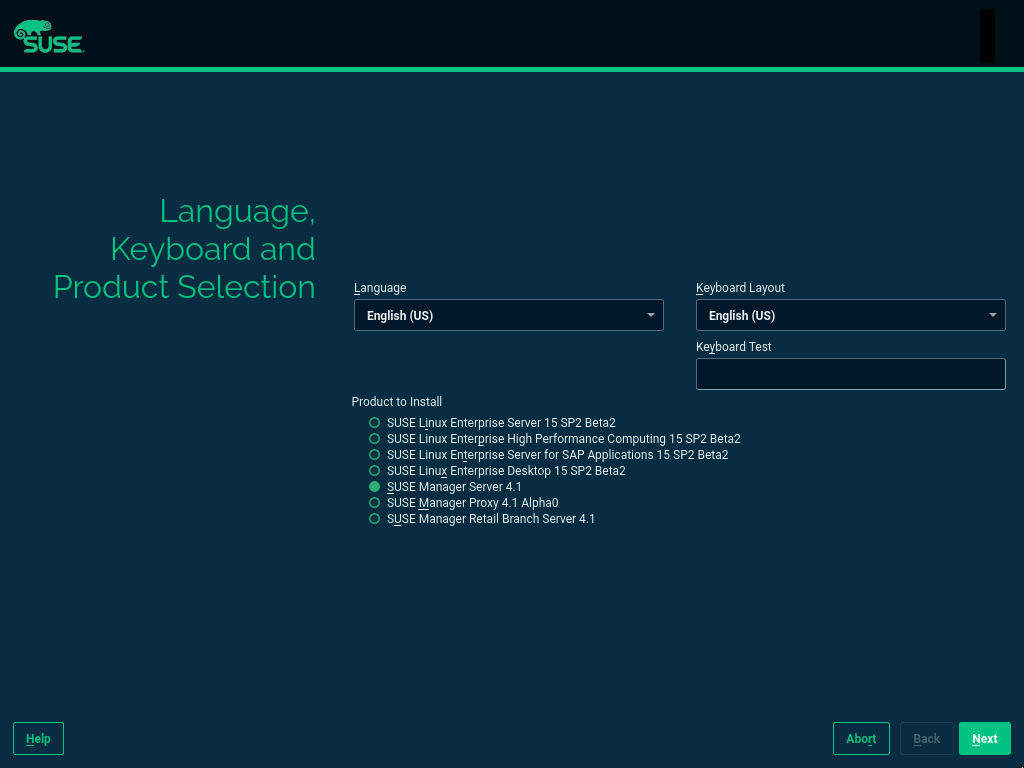 SUSE
Language,
Keyboard and
Product Selection
Language
Keyboard Layout
English (US)
English (US)
Keyboard Test
Product to Install
SUSE Linux Enterprise Server 15 SP2 Beta2
SUSE Linux Enterprise High Performance Computing 15 SP2 Beta2
SUSE Linux Enterprise Server for SAP Applications 15 SP2 Beta2
SUSE Linux Enterprise Desktop 15 SP2 Beta2
SUSE Manager Server 4.1
SUSE Manager Proxy 4.1 Alpha0
SUSE Manager Retail Branch Server 4.1
Help
Abort
Back
Next